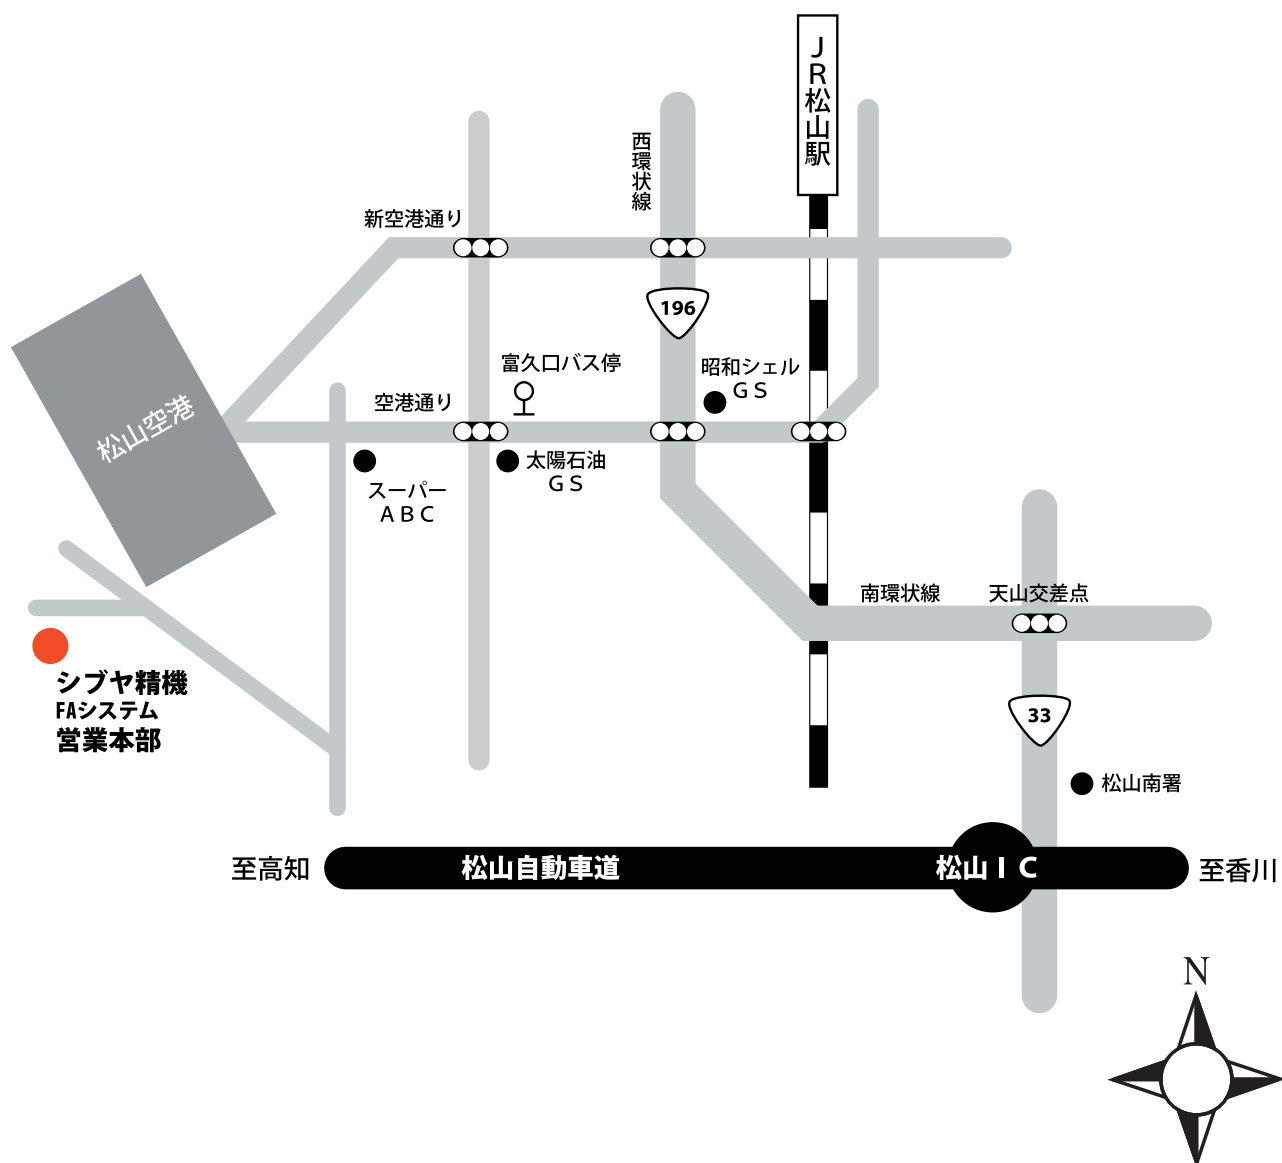 ＪＲ松山駅
西環状線
新空港通り
196
富久口バス停
昭和シェル
ＧＳ
空港通り
松山空港
太陽石油
ＧＳ
スーパー
ＡＢＣ
南環状線
天山交差点
シブヤ精機
FAシステム
営業本部
33
松山南署
至高知
松山自動車道
松山ＩＣ
至香川
N